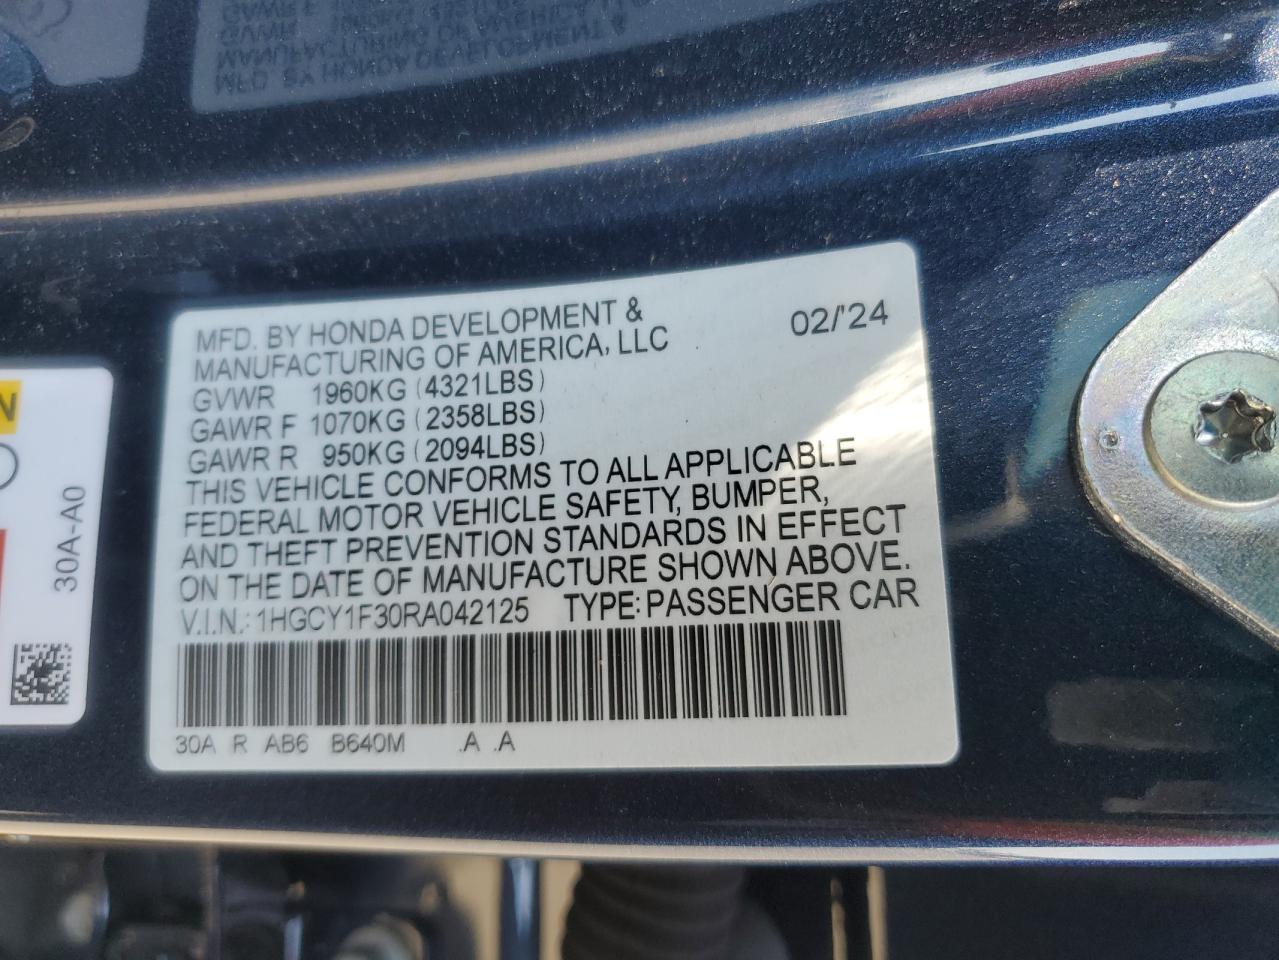 MFD. BY HONDA DEVELOPMENT &
MANUFACTURING OF AMERICA, LLC
02/'24
GVWR 1960KG (4321LBS)
GAWR F 1070KG (2358LBS)
GAWR R 950KG (2094LBS)
THIS VEHICLE CONFORMS TO ALL APPLICABLE
FEDERAL MOTOR VEHICLE SAFETY, BUMPER,
AND THEFT PREVENTION STANDARDS IN EFFECT
ON THE DATE OF MANUFACTURE SHOWN ABOVE.
V.I.N.: 1HGCY1F30RA042125 TYPE: PASSENGER CAR
30A R AB6 B640M .A .A
N
30A-A0